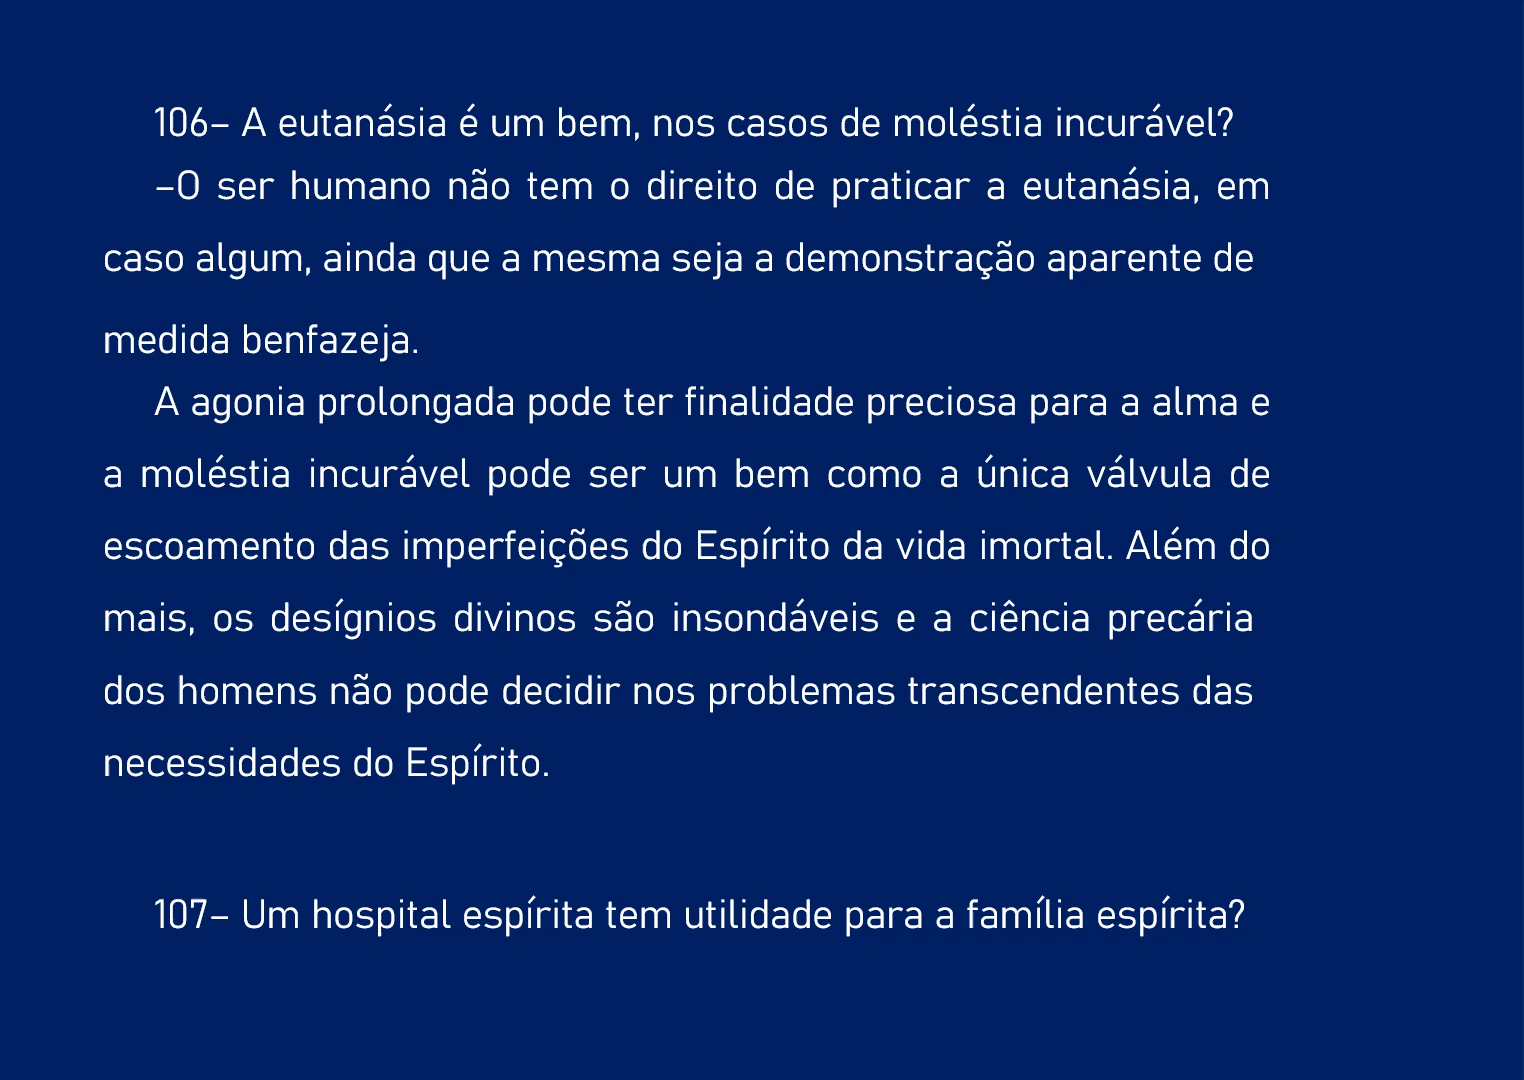 106– A eutanásia é um bem, nos casos de moléstia incurável?
–O ser humano não tem o direito de praticar a eutanásia, em
caso algum, ainda que a mesma seja a demonstração aparente de
medida benfazeja.
A agonia prolongada pode ter finalidade preciosa para a alma e
a moléstia incurável pode ser um bem como a única válvula de
escoamento das imperfeições do Espírito da vida imortal. Além do
mais, os desígnios divinos são insondáveis e a ciência precária
dos homens não pode decidir nos problemas transcendentes das
necessidades do Espírito.
107– Um hospital espírita tem utilidade para a família espírita?